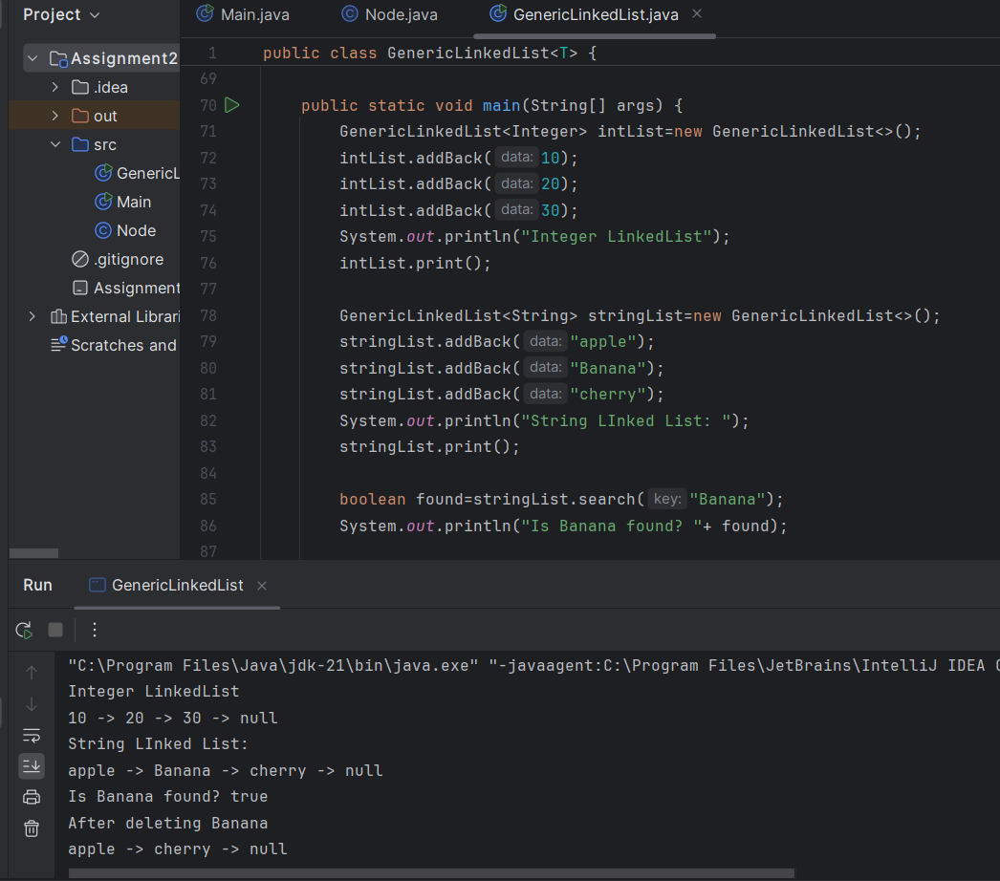 Project
Main.java
Node.java
GenericLinkedList.java
Assignment2
.idea
out
src
GenericL
Main
Node
.gitignore
Assignment
External Librari
Scratches and
1 public class GenericLinkedList<T> {
69
70 public static void main(String[] args) {
71 GenericLinkedList<Integer> intList=new GenericLinkedList<>();
72 intList.addBack( data: 10);
73 intList.addBack( data: 20);
74 intList.addBack( data: 30);
75 System.out.println("Integer LinkedList");
76 intList.print();
77
78 GenericLinkedList<String> stringList=new GenericLinkedList<>();
79 stringList.addBack( data: "apple");
80 stringList.addBack( data: "Banana");
81 stringList.addBack( data: "cherry");
82 System.out.println("String LInked List: ");
83 stringList.print();
84
85 boolean found=stringList.search( key: "Banana");
86 System.out.println("Is Banana found? "+ found);
87
Run GenericLinkedList
"C:\Program Files\Java\jdk-21\bin\java.exe" "-javaagent:C:\Program Files\JetBrains\IntelliJ IDEA
Integer LinkedList
10 -> 20 -> 30 -> null
String LInked List:
apple -> Banana -> cherry -> null
Is Banana found? true
After deleting Banana
apple -> cherry -> null